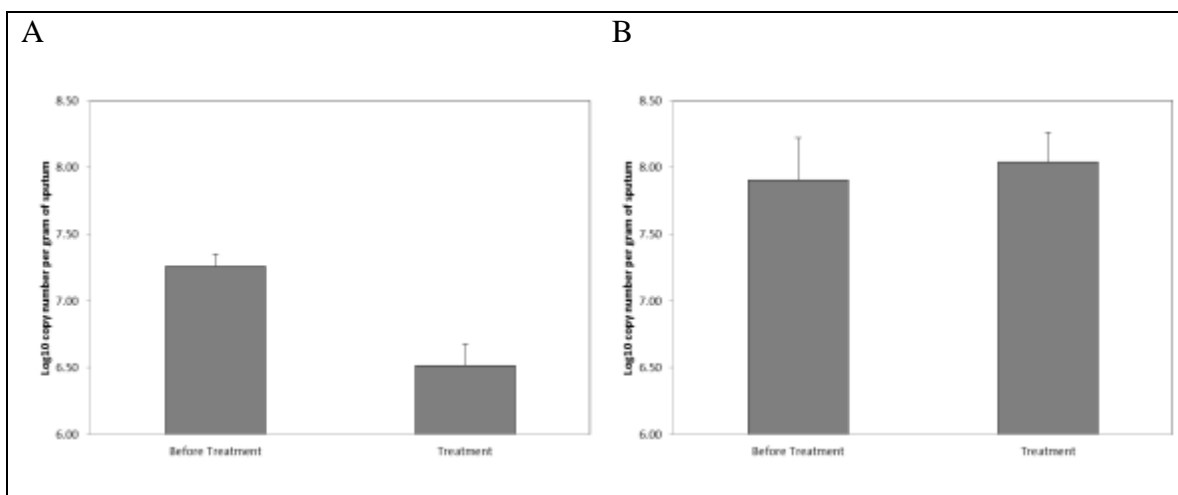 A
B
Log10 copy number per gram of sputum
8.50
8.00
7.50
7.00
6.50
6.00
Before Treatment
Treatment
Log10 copy number per gram of sputum
8.50
8.00
7.50
7.00
6.50
6.00
Before Treatment
Treatment